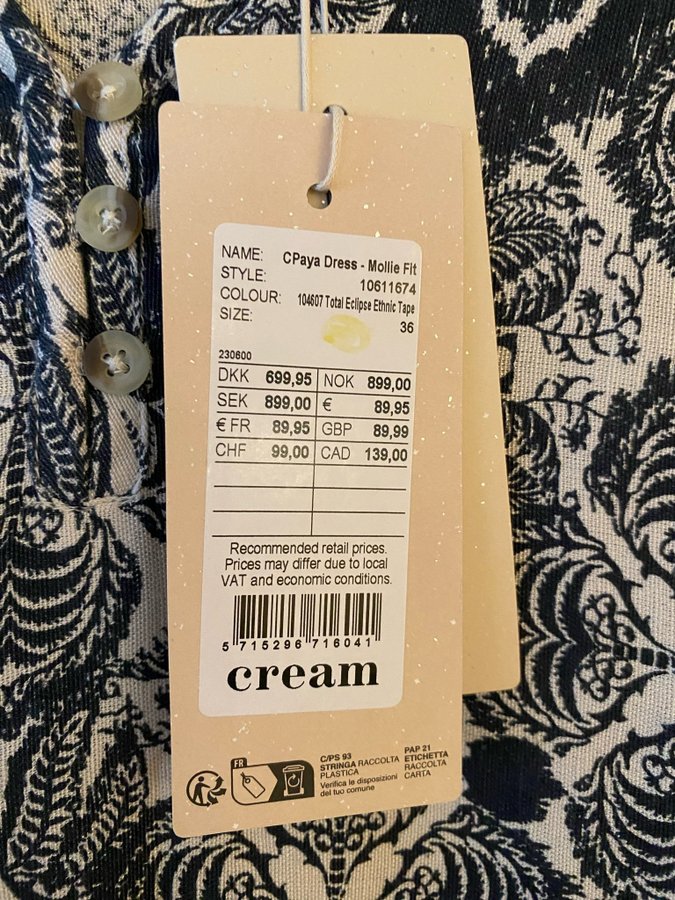 NAME: CPaya Dress - Mollie Fit
STYLE: 10611674
COLOUR: 104607 Total Eclipse Ethnic Tape
SIZE: 36
230600
DKK 699,95 NOK 899,00
SEK 899,00 € 89,95
€ FR 89,95 GBP 89,99
CHF 99,00 CAD 139,00
Recommended retail prices.
Prices may differ due to local
VAT and economic conditions.
5 715296 716041
cream
FR
C/PS 93
STRINGA RACCOLTA
PLASTICA
Verifica le disposizioni
del tuo comune
PAP 21
ETICHETTA
RACCOLTA
CARTA